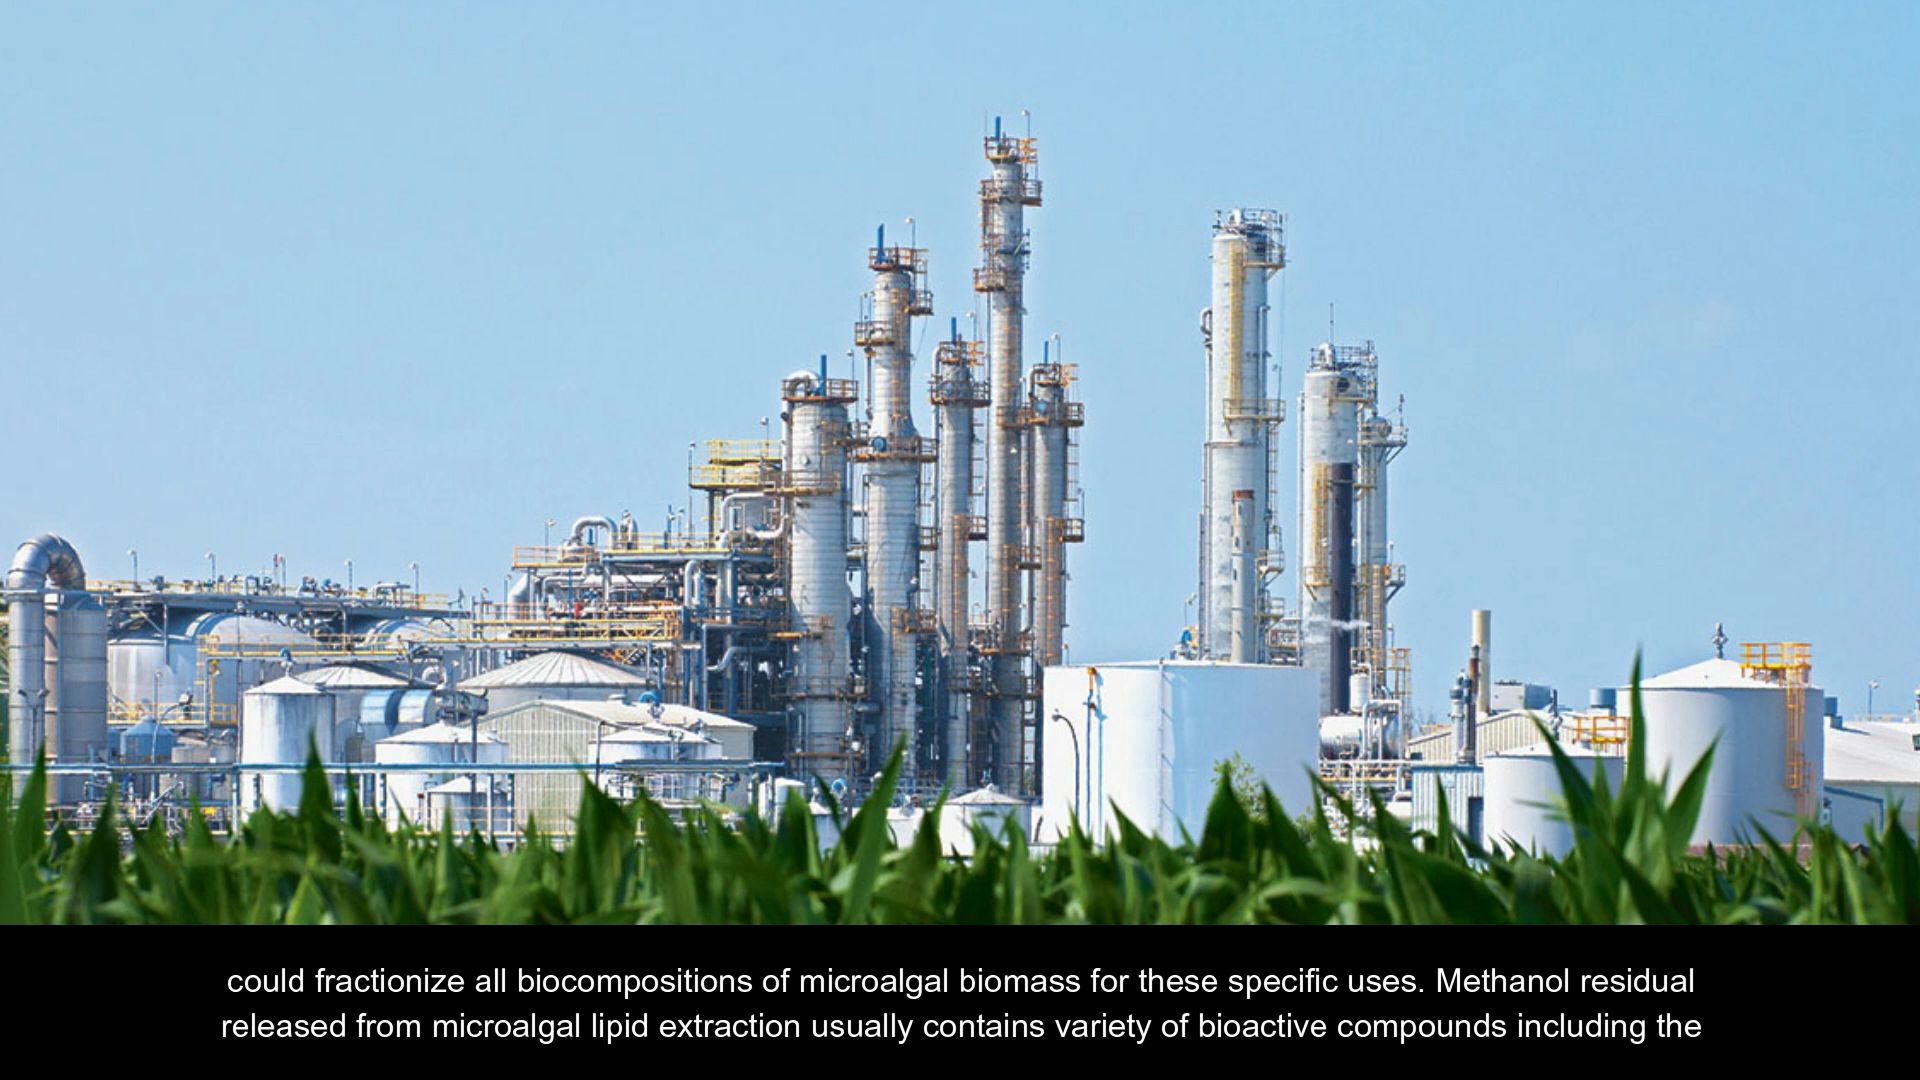 could fractionize all biocompositions of microalgal biomass for these specific uses. Methanol residual
released from microalgal lipid extraction usually contains variety of bioactive compounds including the